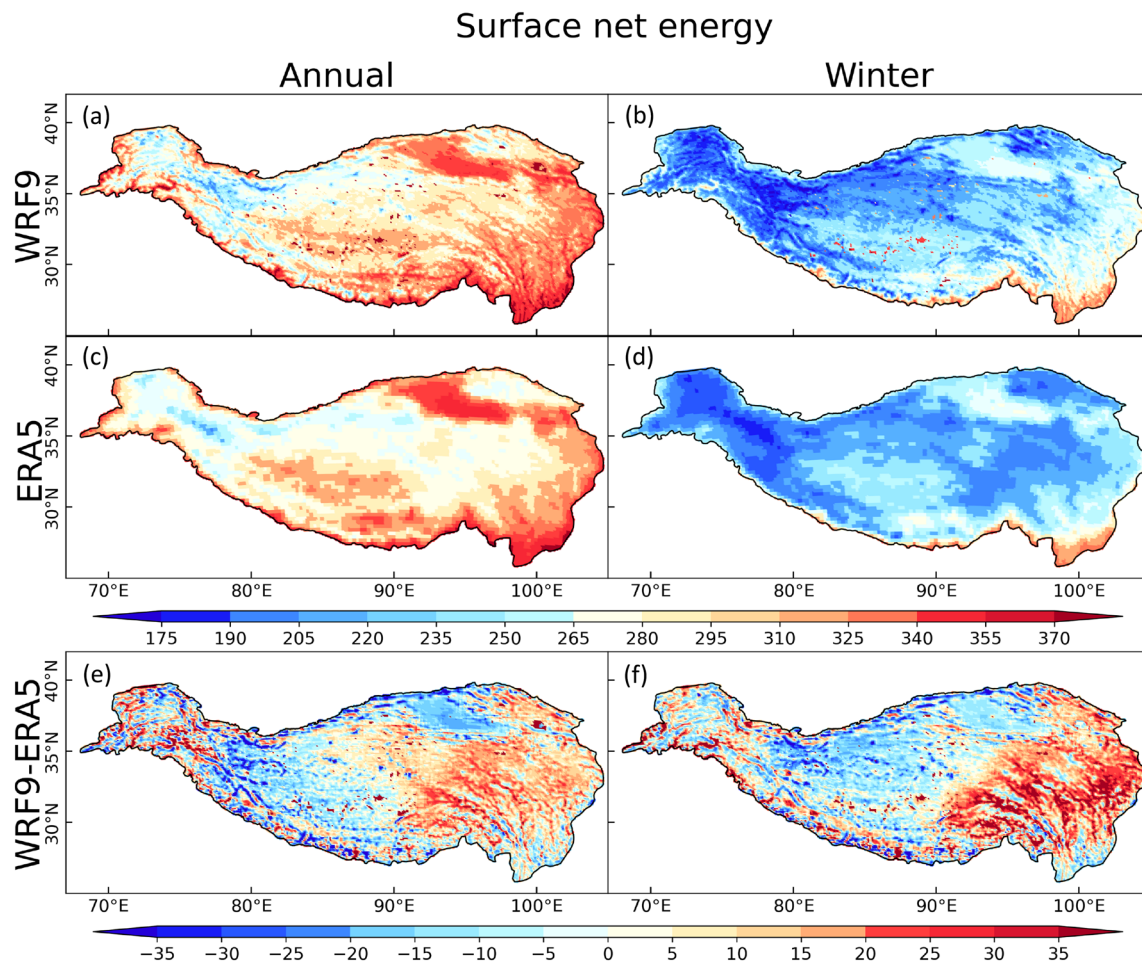 Surface net energy
Annual Winter
(a) (b)
WRF9
40°N
35°N
30°N
(c) (d)
ERA5
40°N
35°N
30°N
70°E 80°E 90°E 100°E 70°E 80°E 90°E 100°E
175 190 205 220 235 250 265 280 295 310 325 340 355 370
(e) (f)
WRF9-ERA5
40°N
35°N
30°N
70°E 80°E 90°E 100°E 70°E 80°E 90°E 100°E
−35 −30 −25 −20 −15 −10 −5 0 5 10 15 20 25 30 35